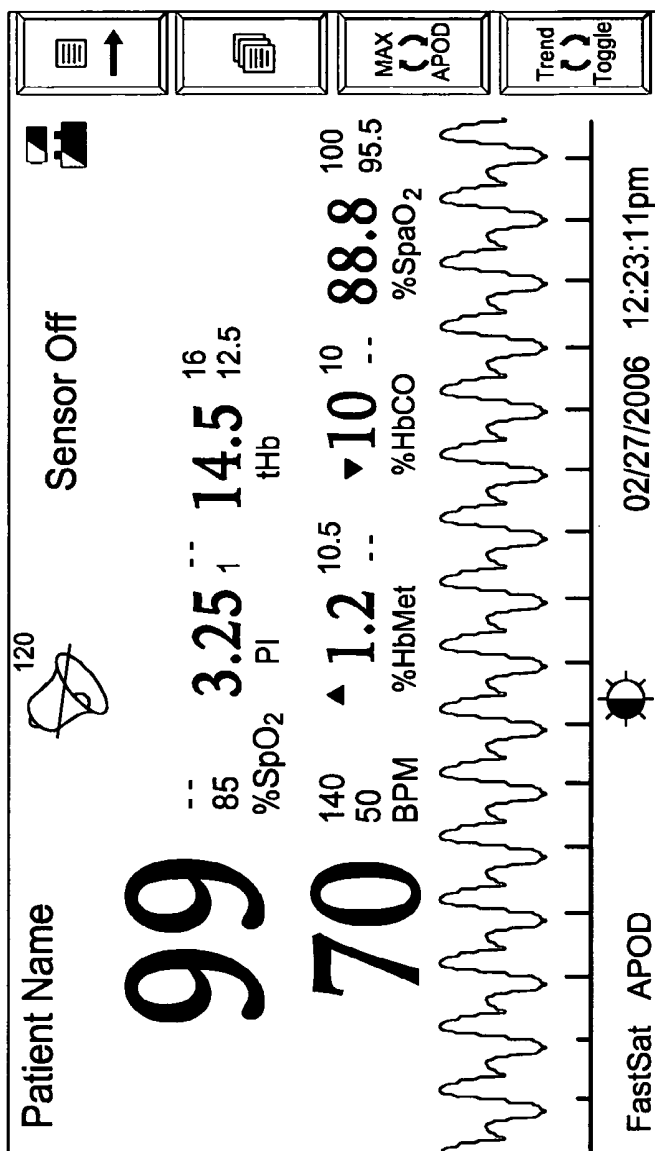 Patient Name
120
Sensor Off
99
--
85
%SpO2
3.25
--
1
PI
14.5
16
12.5
tHb
70
140
50
BPM
▲ 1.2
10.5
--
%HbMet
▼ 10
10
--
%HbCO
88.8
100
95.5
%SpaO2
FastSat APOD
02/27/2006 12:23:11pm
MAX
APOD
Trend
Toggle